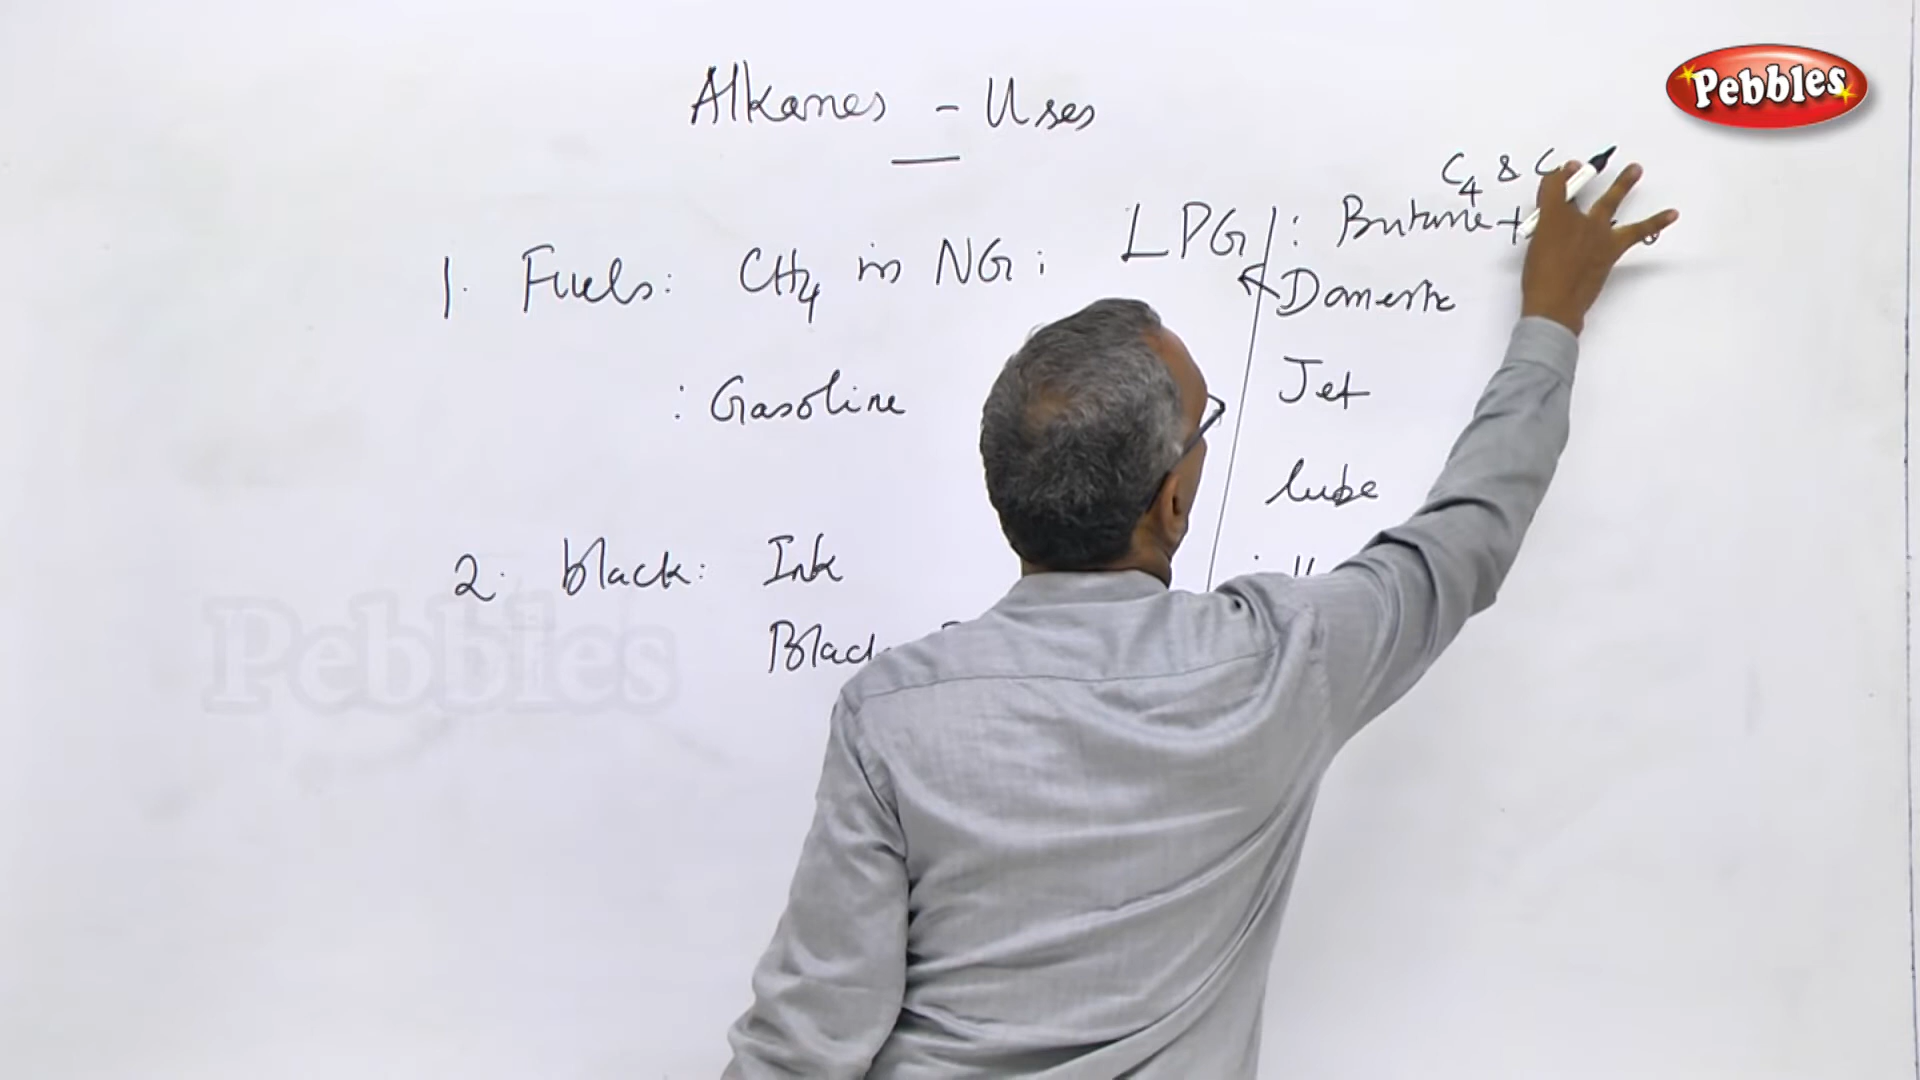 Pebbles
Alkanes - Uses
C4 & C
1. Fuels: CH4 in NG; LPG : Butane +
Domestic
: Gasoline
Jet
lube
2. black: Ink
Black
Pebbles